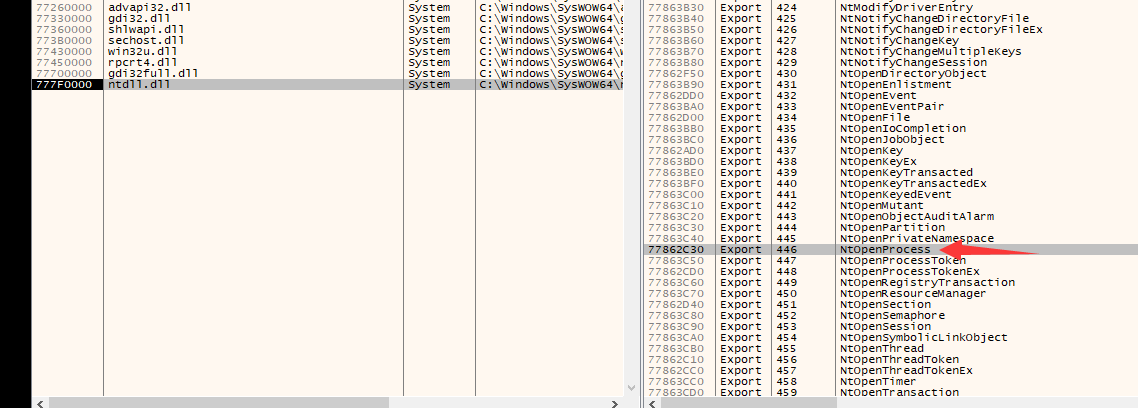 77260000 advapi32.dll System C:\Windows\SysWOW64\a
77330000 gdi32.dll System C:\Windows\SysWOW64\g
77360000 shlwapi.dll System C:\Windows\SysWOW64\s
773B0000 sechost.dll System C:\Windows\SysWOW64\s
77430000 win32u.dll System C:\Windows\SysWOW64\w
77450000 rpcrt4.dll System C:\Windows\SysWOW64\r
77700000 gdi32full.dll System C:\Windows\SysWOW64\g
777F0000 ntdll.dll System C:\Windows\SysWOW64\n
77863B30 Export 424 NtModifyDriverEntry
77863B40 Export 425 NtNotifyChangeDirectoryFile
77863B50 Export 426 NtNotifyChangeDirectoryFileEx
77863B60 Export 427 NtNotifyChangeKey
77863B70 Export 428 NtNotifyChangeMultipleKeys
77863B80 Export 429 NtNotifyChangeSession
77862F50 Export 430 NtOpenDirectoryObject
77863B90 Export 431 NtOpenEnlistment
77862DD0 Export 432 NtOpenEvent
77863BA0 Export 433 NtOpenEventPair
77862D00 Export 434 NtOpenFile
77863BB0 Export 435 NtOpenIoCompletion
77863BC0 Export 436 NtOpenJobObject
77862AD0 Export 437 NtOpenKey
77863BD0 Export 438 NtOpenKeyEx
77863BE0 Export 439 NtOpenKeyTransacted
77863BF0 Export 440 NtOpenKeyTransactedEx
77863C00 Export 441 NtOpenKeyedEvent
77863C10 Export 442 NtOpenMutant
77863C20 Export 443 NtOpenObjectAuditAlarm
77863C30 Export 444 NtOpenPartition
77863C40 Export 445 NtOpenPrivateNamespace
77862C30 Export 446 NtOpenProcess
77863C50 Export 447 NtOpenProcessToken
77862CD0 Export 448 NtOpenProcessTokenEx
77863C60 Export 449 NtOpenRegistryTransaction
77863C70 Export 450 NtOpenResourceManager
77862D40 Export 451 NtOpenSection
77863C80 Export 452 NtOpenSemaphore
77863C90 Export 453 NtOpenSession
77863CA0 Export 454 NtOpenSymbolicLinkObject
77863CB0 Export 455 NtOpenThread
77862C10 Export 456 NtOpenThreadToken
77862CC0 Export 457 NtOpenThreadTokenEx
77863CC0 Export 458 NtOpenTimer
77863CD0 Export 459 NtOpenTransaction